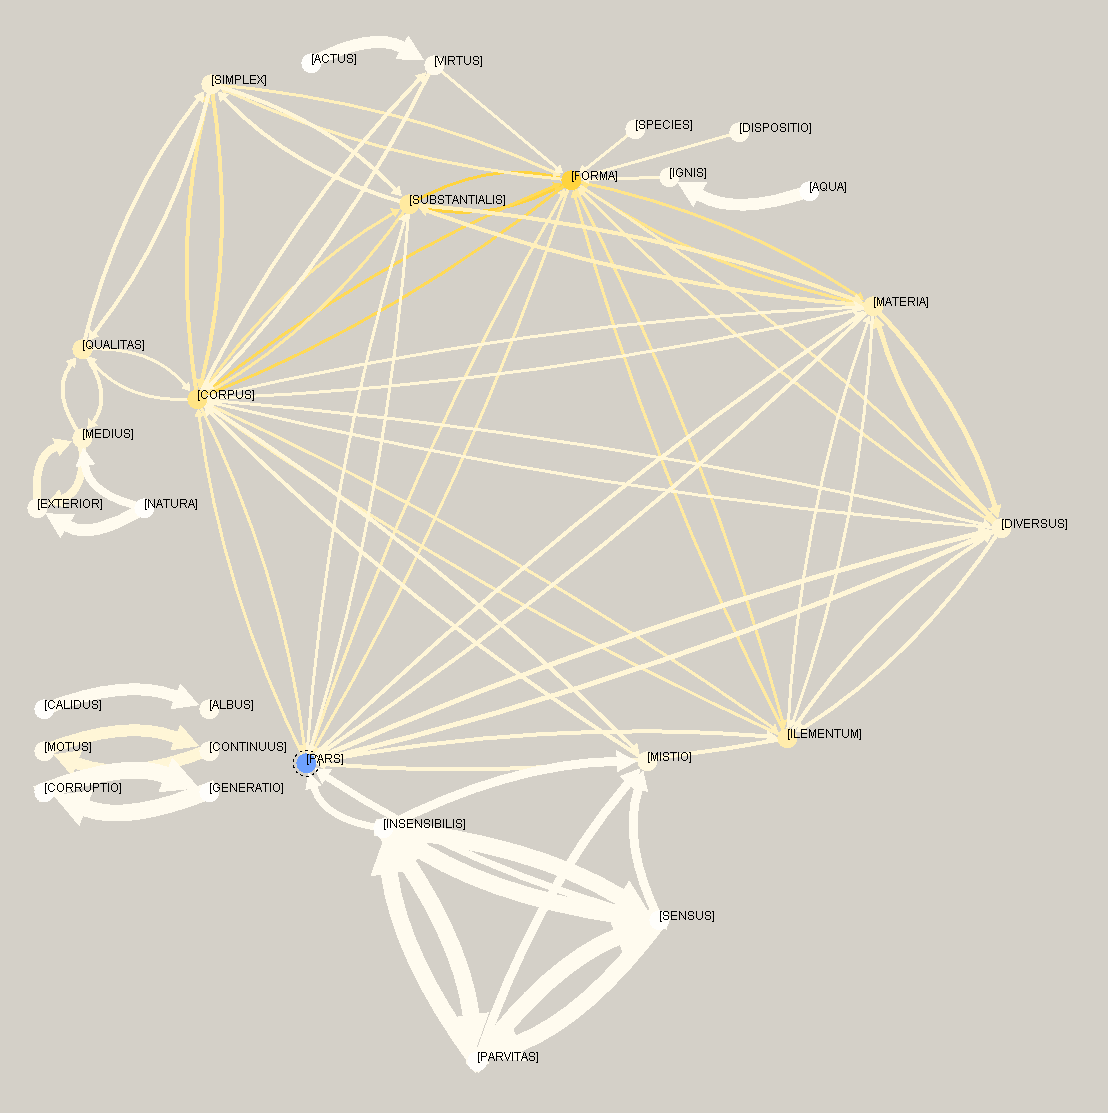 [ACTUS]
[VIRTUS]
[SIMPLEX]
[SPECIES]
[DISPOSITIO]
[FORMA]
[IGNIS]
[AQUA]
[SUBSTANTIALIS]
[MATERIA]
[QUALITAS]
[CORPUS]
[MEDIUS]
[EXTERIOR]
[NATURA]
[DIVERSUS]
[CALIDUS]
[ALBUS]
[ILEMENTUM]
[MOTUS]
[CONTINUUS]
[PARS]
[MISTIO]
[CORRUPTIO]
[GENERATIO]
[INSENSIBILIS]
[SENSUS]
[PARVITAS]